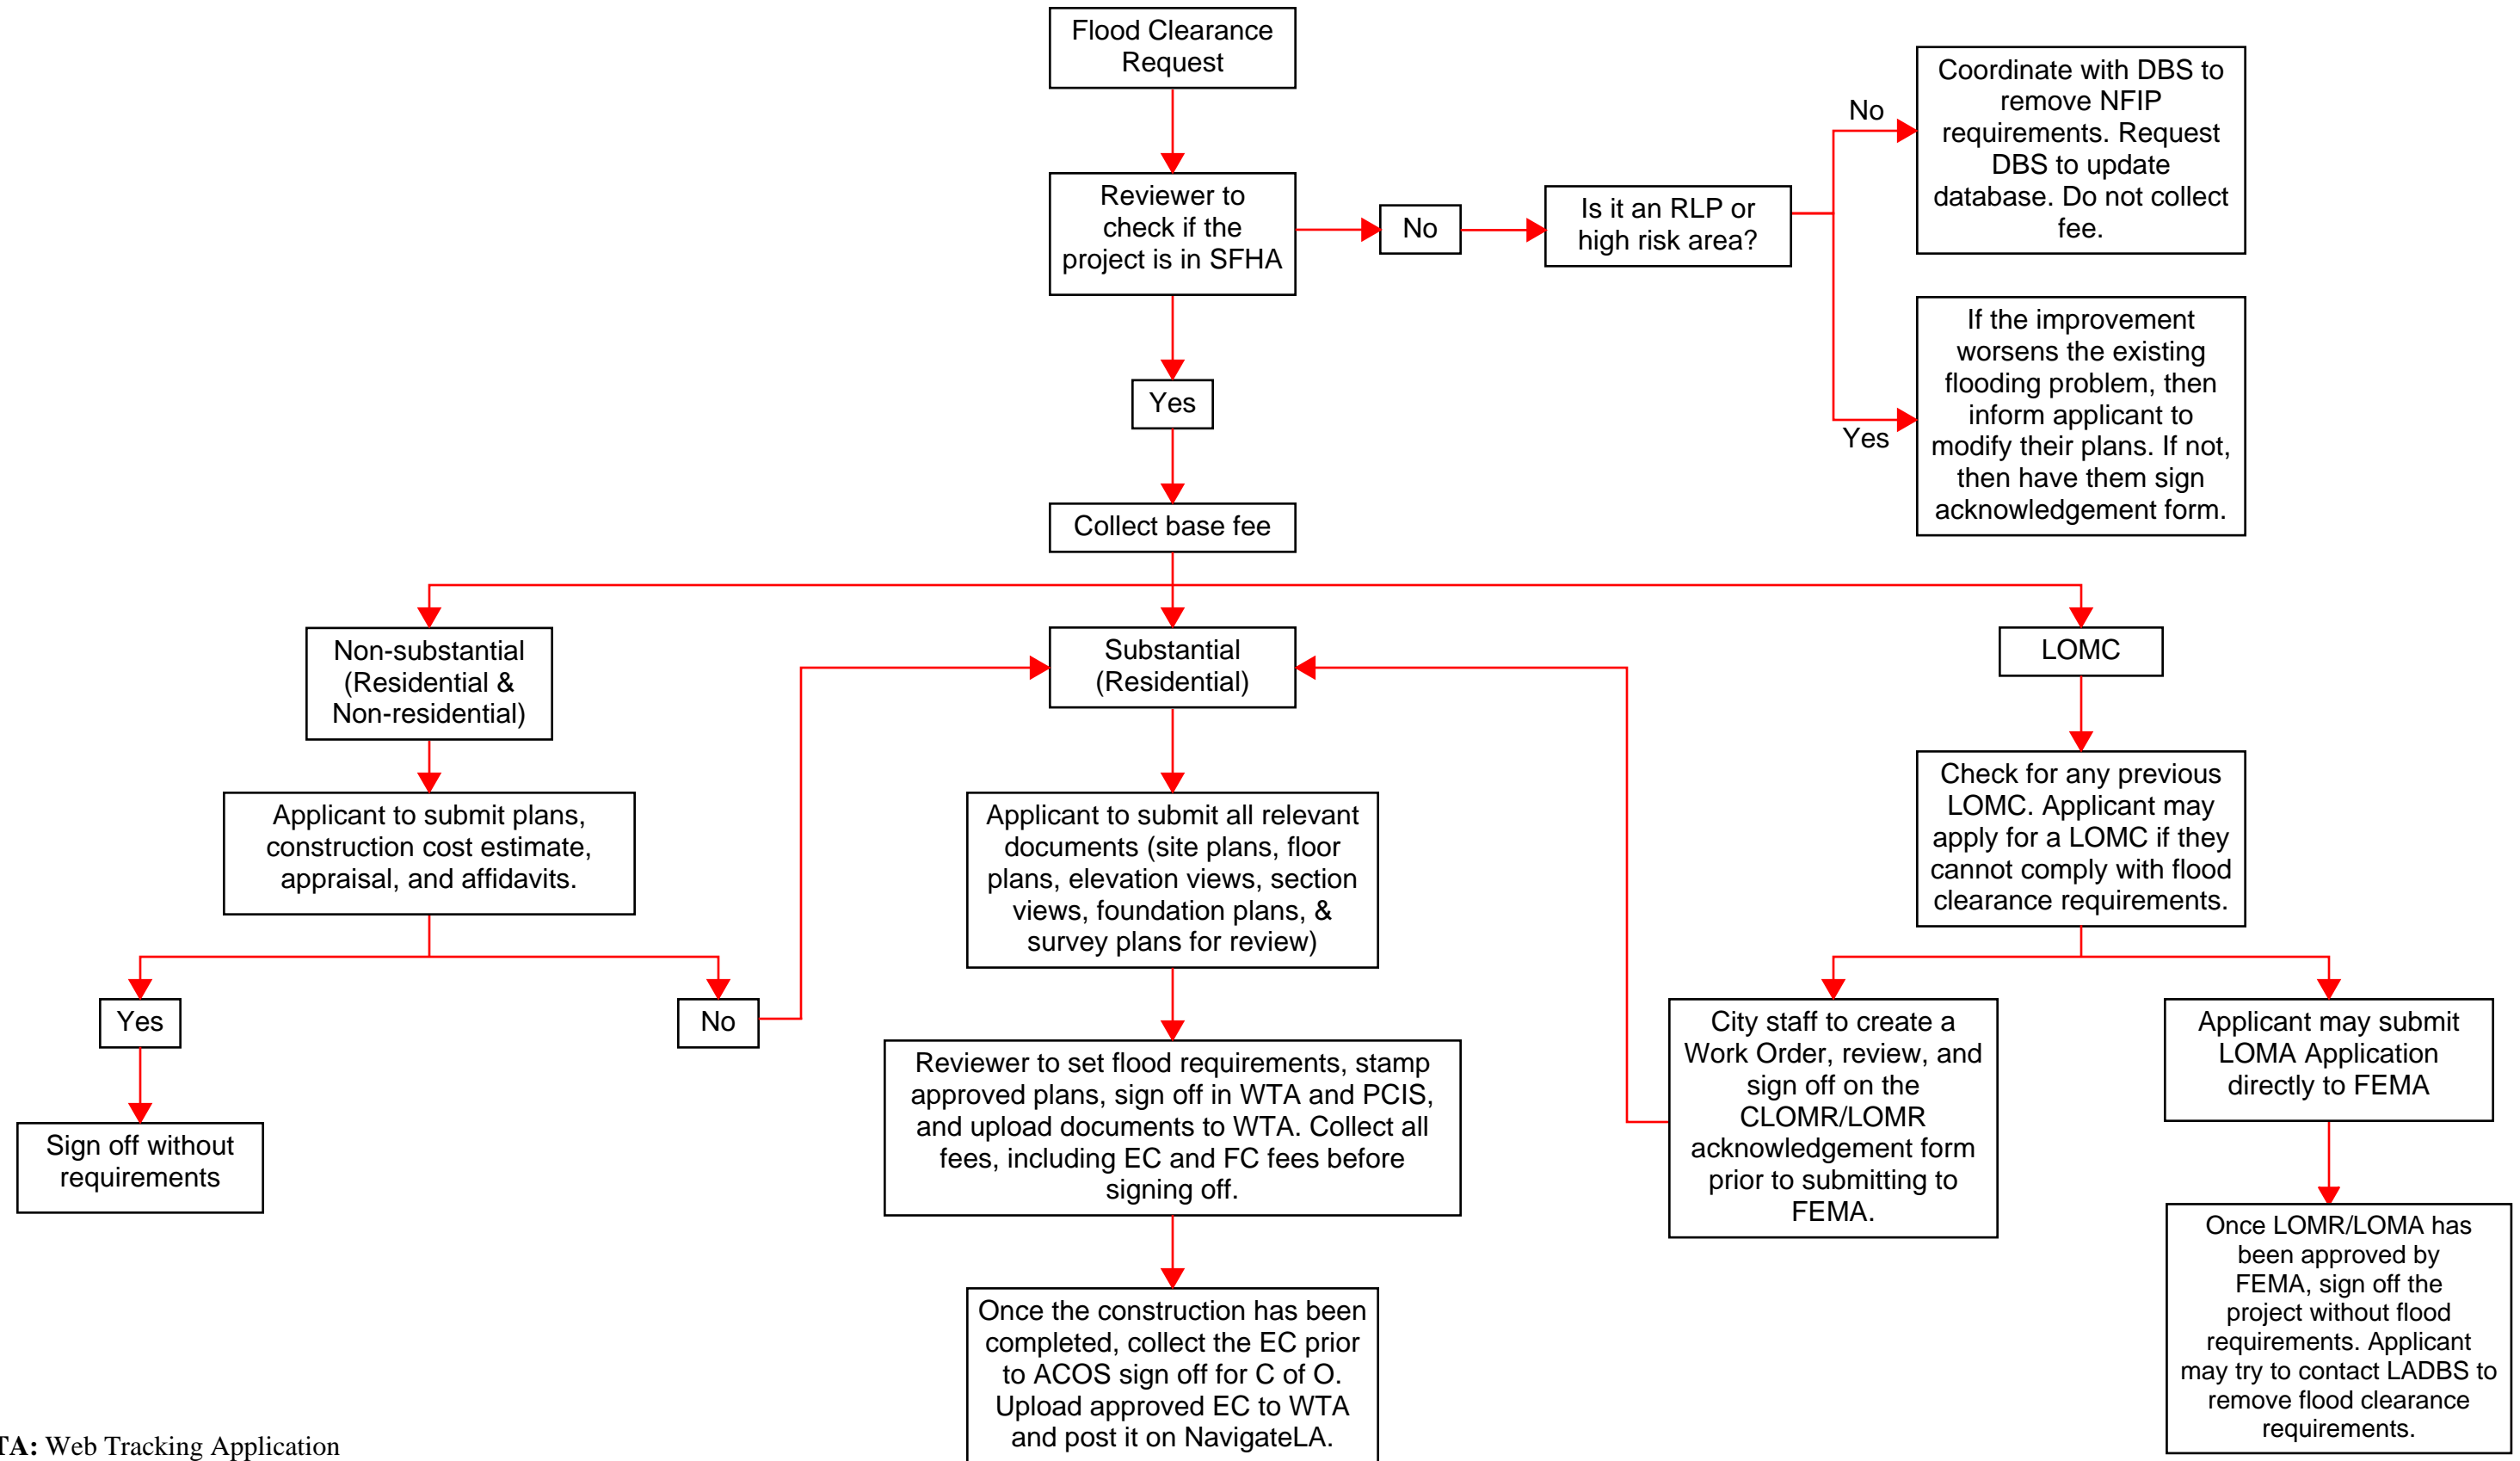 Flood Clearance
Request
Reviewer to
check if the
project is in SFHA
No
Is it an RLP or
high risk area?
No
Coordinate with DBS to
remove NFIP
requirements. Request
DBS to update
database. Do not collect
fee.
Yes
If the improvement
worsens the existing
flooding problem, then
inform applicant to
modify their plans. If not,
then have them sign
acknowledgement form.
Yes
Collect base fee
Non-substantial
(Residential &
Non-residential)
Applicant to submit plans,
construction cost estimate,
appraisal, and affidavits.
Yes
No
Sign off without
requirements
Substantial
(Residential)
Applicant to submit all relevant
documents (site plans, floor
plans, elevation views, section
views, foundation plans, &
survey plans for review)
Reviewer to set flood requirements, stamp
approved plans, sign off in WTA and PCIS,
and upload documents to WTA. Collect all
fees, including EC and FC fees before
signing off.
Once the construction has been
completed, collect the EC prior
to ACOS sign off for C of O.
Upload approved EC to WTA
and post it on NavigateLA.
LOMC
Check for any previous
LOMC. Applicant may
apply for a LOMC if they
cannot comply with flood
clearance requirements.
City staff to create a
Work Order, review, and
sign off on the
CLOMR/LOMR
acknowledgement form
prior to submitting to
FEMA.
Applicant may submit
LOMA Application
directly to FEMA
Once LOMR/LOMA has
been approved by
FEMA, sign off the
project without flood
requirements. Applicant
may try to contact LADBS to
remove flood clearance
requirements.
TA: Web Tracking Application